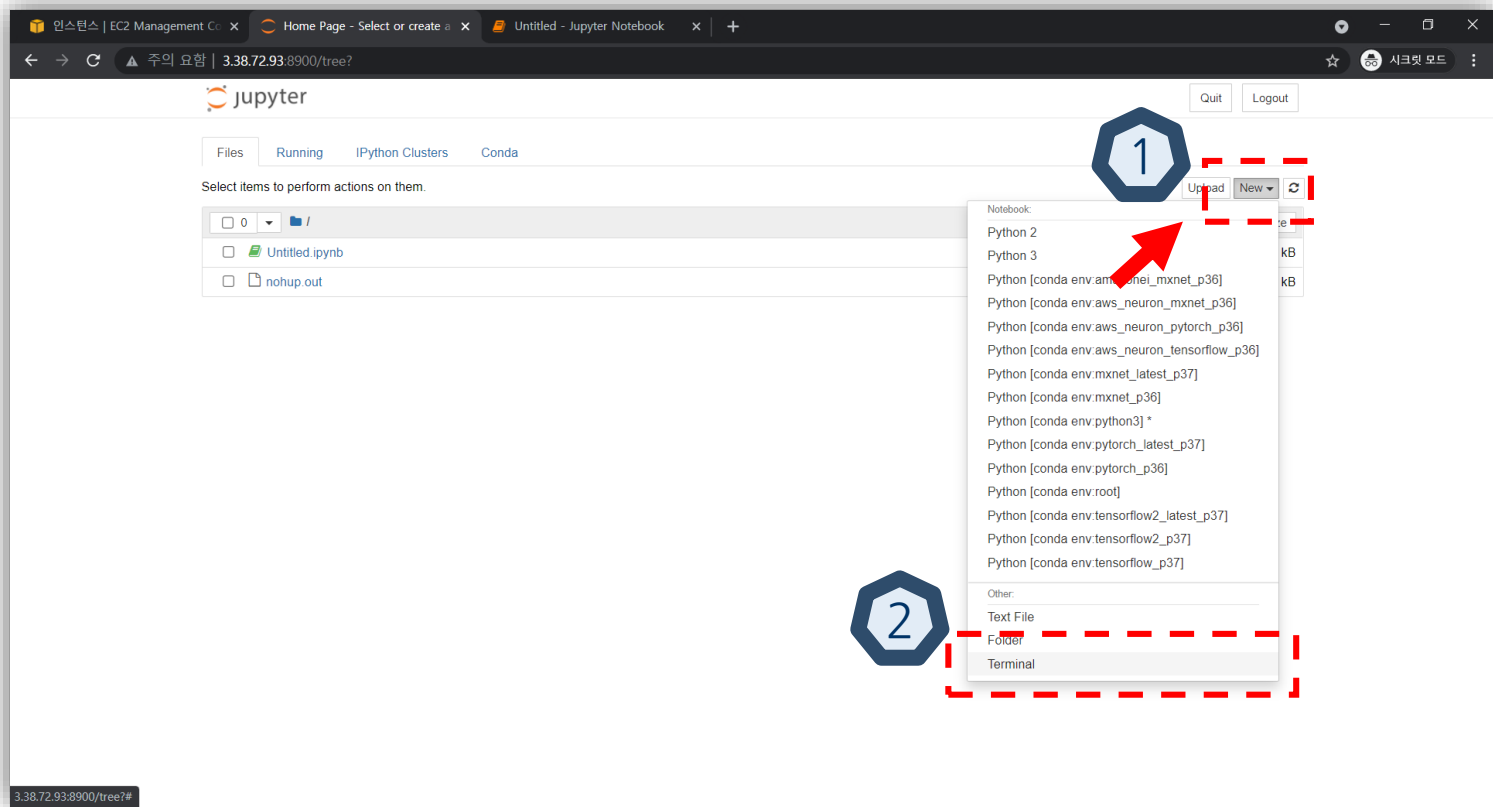 인스턴스 | EC2 Management Co
Home Page - Select or create a
Untitled - Jupyter Notebook
주의 요함 | 3.38.72.93:8900/tree?
시크릿 모드
jupyter
Quit
Logout
Files
Running
IPython Clusters
Conda
1
Select items to perform actions on them.
Upload
New
0
/
Notebook:
Untitled.ipynb
kB
nohup.out
kB
Python 2
Python 3
Python [conda env:aws_neuron_mxnet_p36]
Python [conda env:aws_neuron_pytorch_p36]
Python [conda env:aws_neuron_tensorflow_p36]
Python [conda env:mxnet_latest_p37]
Python [conda env:mxnet_p36]
Python [conda env:python3] *
Python [conda env:pytorch_latest_p37]
Python [conda env:pytorch_p36]
Python [conda env:root]
Python [conda env:tensorflow2_latest_p37]
Python [conda env:tensorflow2_p37]
Python [conda env:tensorflow_p37]
Other:
2
Text File
Folder
Terminal
3.38.72.93:8900/tree?#